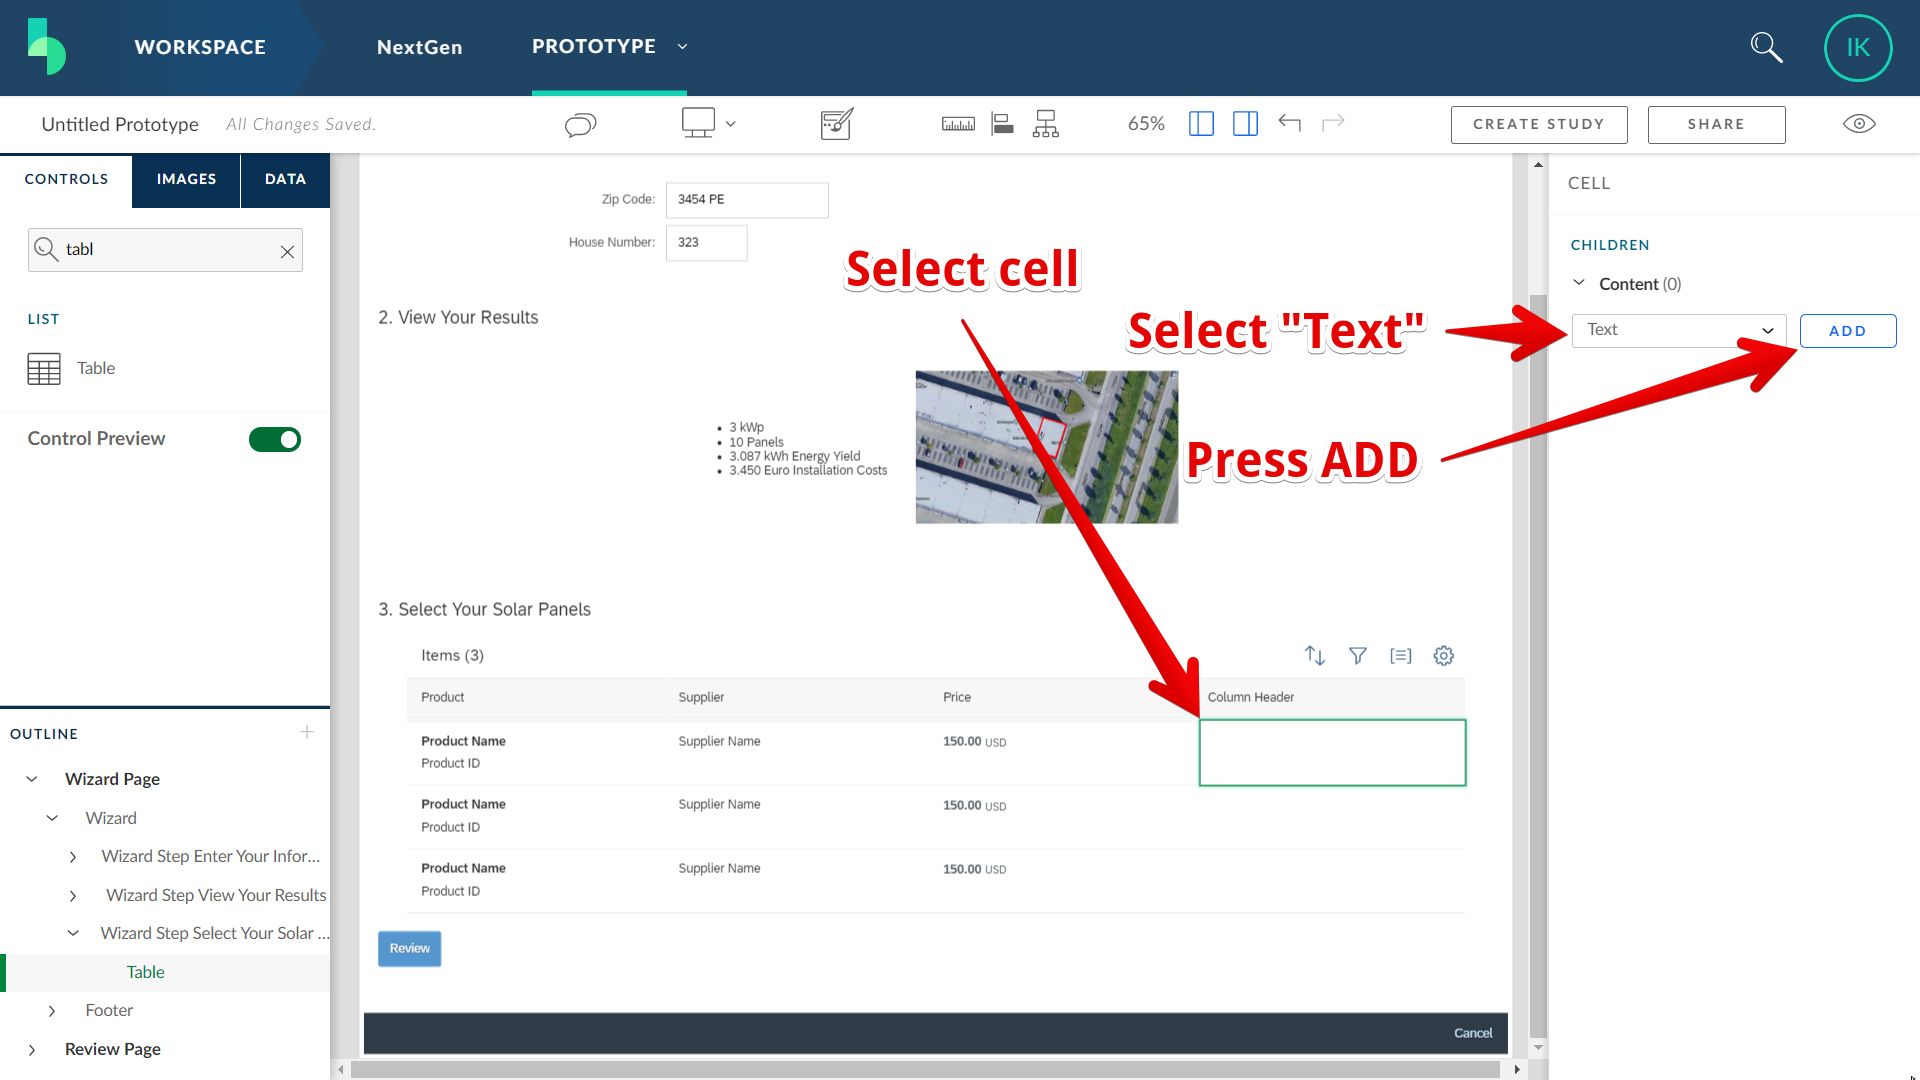 WORKSPACE
NextGen
PROTOTYPE
IK
Untitled Prototype
All Changes Saved.
65%
CREATE STUDY
SHARE
CONTROLS
IMAGES
DATA
tabl
LIST
Table
Control Preview
OUTLINE
Wizard Page
Wizard
Wizard Step Enter Your Infor...
Wizard Step View Your Results
Wizard Step Select Your Solar ...
Table
Footer
Review Page
Zip Code:
3454 PE
House Number:
323
Select cell
2. View Your Results
Select "Text"
3 kWp
10 Panels
3.087 kWh Energy Yield
3.450 Euro Installation Costs
Press ADD
3. Select Your Solar Panels
Items (3)
Product Supplier Price Column Header
Product Name Supplier Name 150.00 USD
Product ID
Product Name Supplier Name 150.00 USD
Product ID
Product Name Supplier Name 150.00 USD
Product ID
Review
Cancel
CELL
CHILDREN
Content (0)
Text
ADD